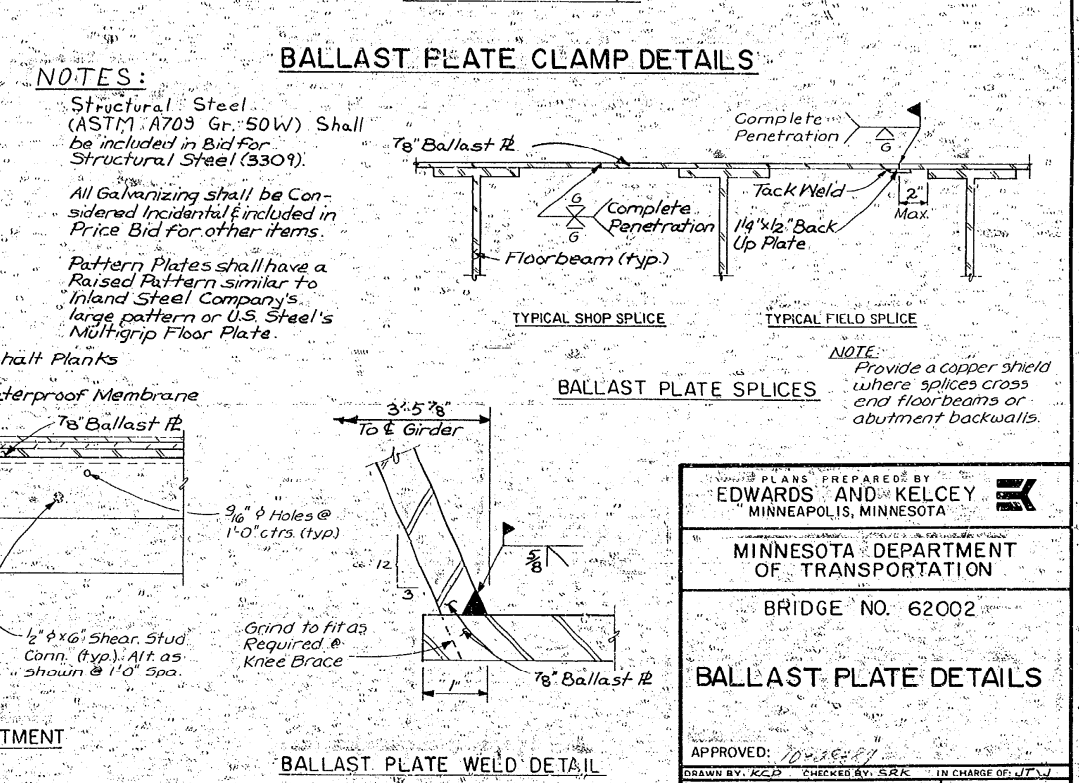 BALLAST PLATE CLAMP DETAILS
NOTES:
Structural Steel
(ASTM A709 Gr. 50W) Shall
be included in Bid for
Structural Steel (3309).
All Galvanizing shall be Con-
sidered Incidental & included in
Price Bid for other items.
Pattern Plates shall have a
Raised Pattern similar to
Inland Steel Company's
large pattern or U.S. Steel's
Multigrip Floor Plate.
7/8" Ballast ℄
Complete
Penetration
G
Tack Weld
2"
Max.
1/4"x1/2" Back
Up Plate
G
G
Complete
Penetration
Floorbeam (typ.)
TYPICAL SHOP SPLICE
TYPICAL FIELD SPLICE
BALLAST PLATE SPLICES
NOTE:
Provide a copper shield
where splices cross
end floorbeams or
abutment backwalls.
halt Planks
terproof Membrane
7/8" Ballast ℄
9/16" ϕ Holes @
1'-0" ctrs. (typ)
1/2" ϕ x 6" Shear Stud
Conn. (typ.) Alt. as
shown @ 1'-0" Spa.
TMENT
3'-5 7/8"
To ℄ Girder
12
3
5/8
Grind to fit as
Required @
Knee Brace
1"
7/8" Ballast ℄
BALLAST PLATE WELD DETAIL
PLANS PREPARED BY
EDWARDS AND KELCEY
MINNEAPOLIS, MINNESOTA
MINNESOTA DEPARTMENT
OF TRANSPORTATION
BRIDGE NO. 62002
BALLAST PLATE DETAILS
APPROVED:
DRAWN BY: KCP CHECKED BY: SRK IN CHARGE OF: JTW